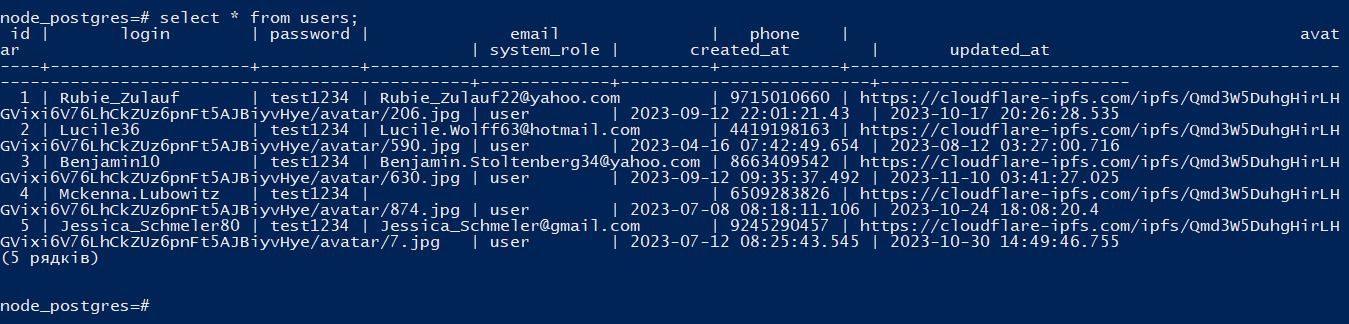 node_postgres=# select * from users;
 id |       login        | password |              email               |   phone    |                                           avat
ar                                           | system_role |       created_at        |       updated_at
----+--------------------+----------+----------------------------------+------------+------------------------------------------------
---------------------------------------------+-------------+-------------------------+-------------------------
  1 | Rubie_Zulauf       | test1234 | Rubie_Zulauf22@yahoo.com         | 9715010660 | https://cloudflare-ipfs.com/ipfs/Qmd3W5DuhgHirLH
GVixi6V76LhCkZUz6pnFt5AJBiyvHye/avatar/206.jpg | user        | 2023-09-12 22:01:21.43  | 2023-10-17 20:26:28.535
  2 | Lucile36           | test1234 | Lucile.Wolff63@hotmail.com       | 4419198163 | https://cloudflare-ipfs.com/ipfs/Qmd3W5DuhgHirLH
GVixi6V76LhCkZUz6pnFt5AJBiyvHye/avatar/590.jpg | user        | 2023-04-16 07:42:49.654 | 2023-08-12 03:27:00.716
  3 | Benjamin10         | test1234 | Benjamin.Stoltenberg34@yahoo.com | 8663409542 | https://cloudflare-ipfs.com/ipfs/Qmd3W5DuhgHirLH
GVixi6V76LhCkZUz6pnFt5AJBiyvHye/avatar/630.jpg | user        | 2023-09-12 09:35:37.492 | 2023-11-10 03:41:27.025
  4 | Mckenna.Lubowitz   | test1234 |                                  | 6509283826 | https://cloudflare-ipfs.com/ipfs/Qmd3W5DuhgHirLH
GVixi6V76LhCkZUz6pnFt5AJBiyvHye/avatar/874.jpg | user        | 2023-07-08 08:18:11.106 | 2023-10-24 18:08:20.4
  5 | Jessica_Schmeler80 | test1234 | Jessica_Schmeler@gmail.com       | 9245290457 | https://cloudflare-ipfs.com/ipfs/Qmd3W5DuhgHirLH
GVixi6V76LhCkZUz6pnFt5AJBiyvHye/avatar/7.jpg   | user        | 2023-07-12 08:25:43.545 | 2023-10-30 14:49:46.755
(5 рядків)
node_postgres=#